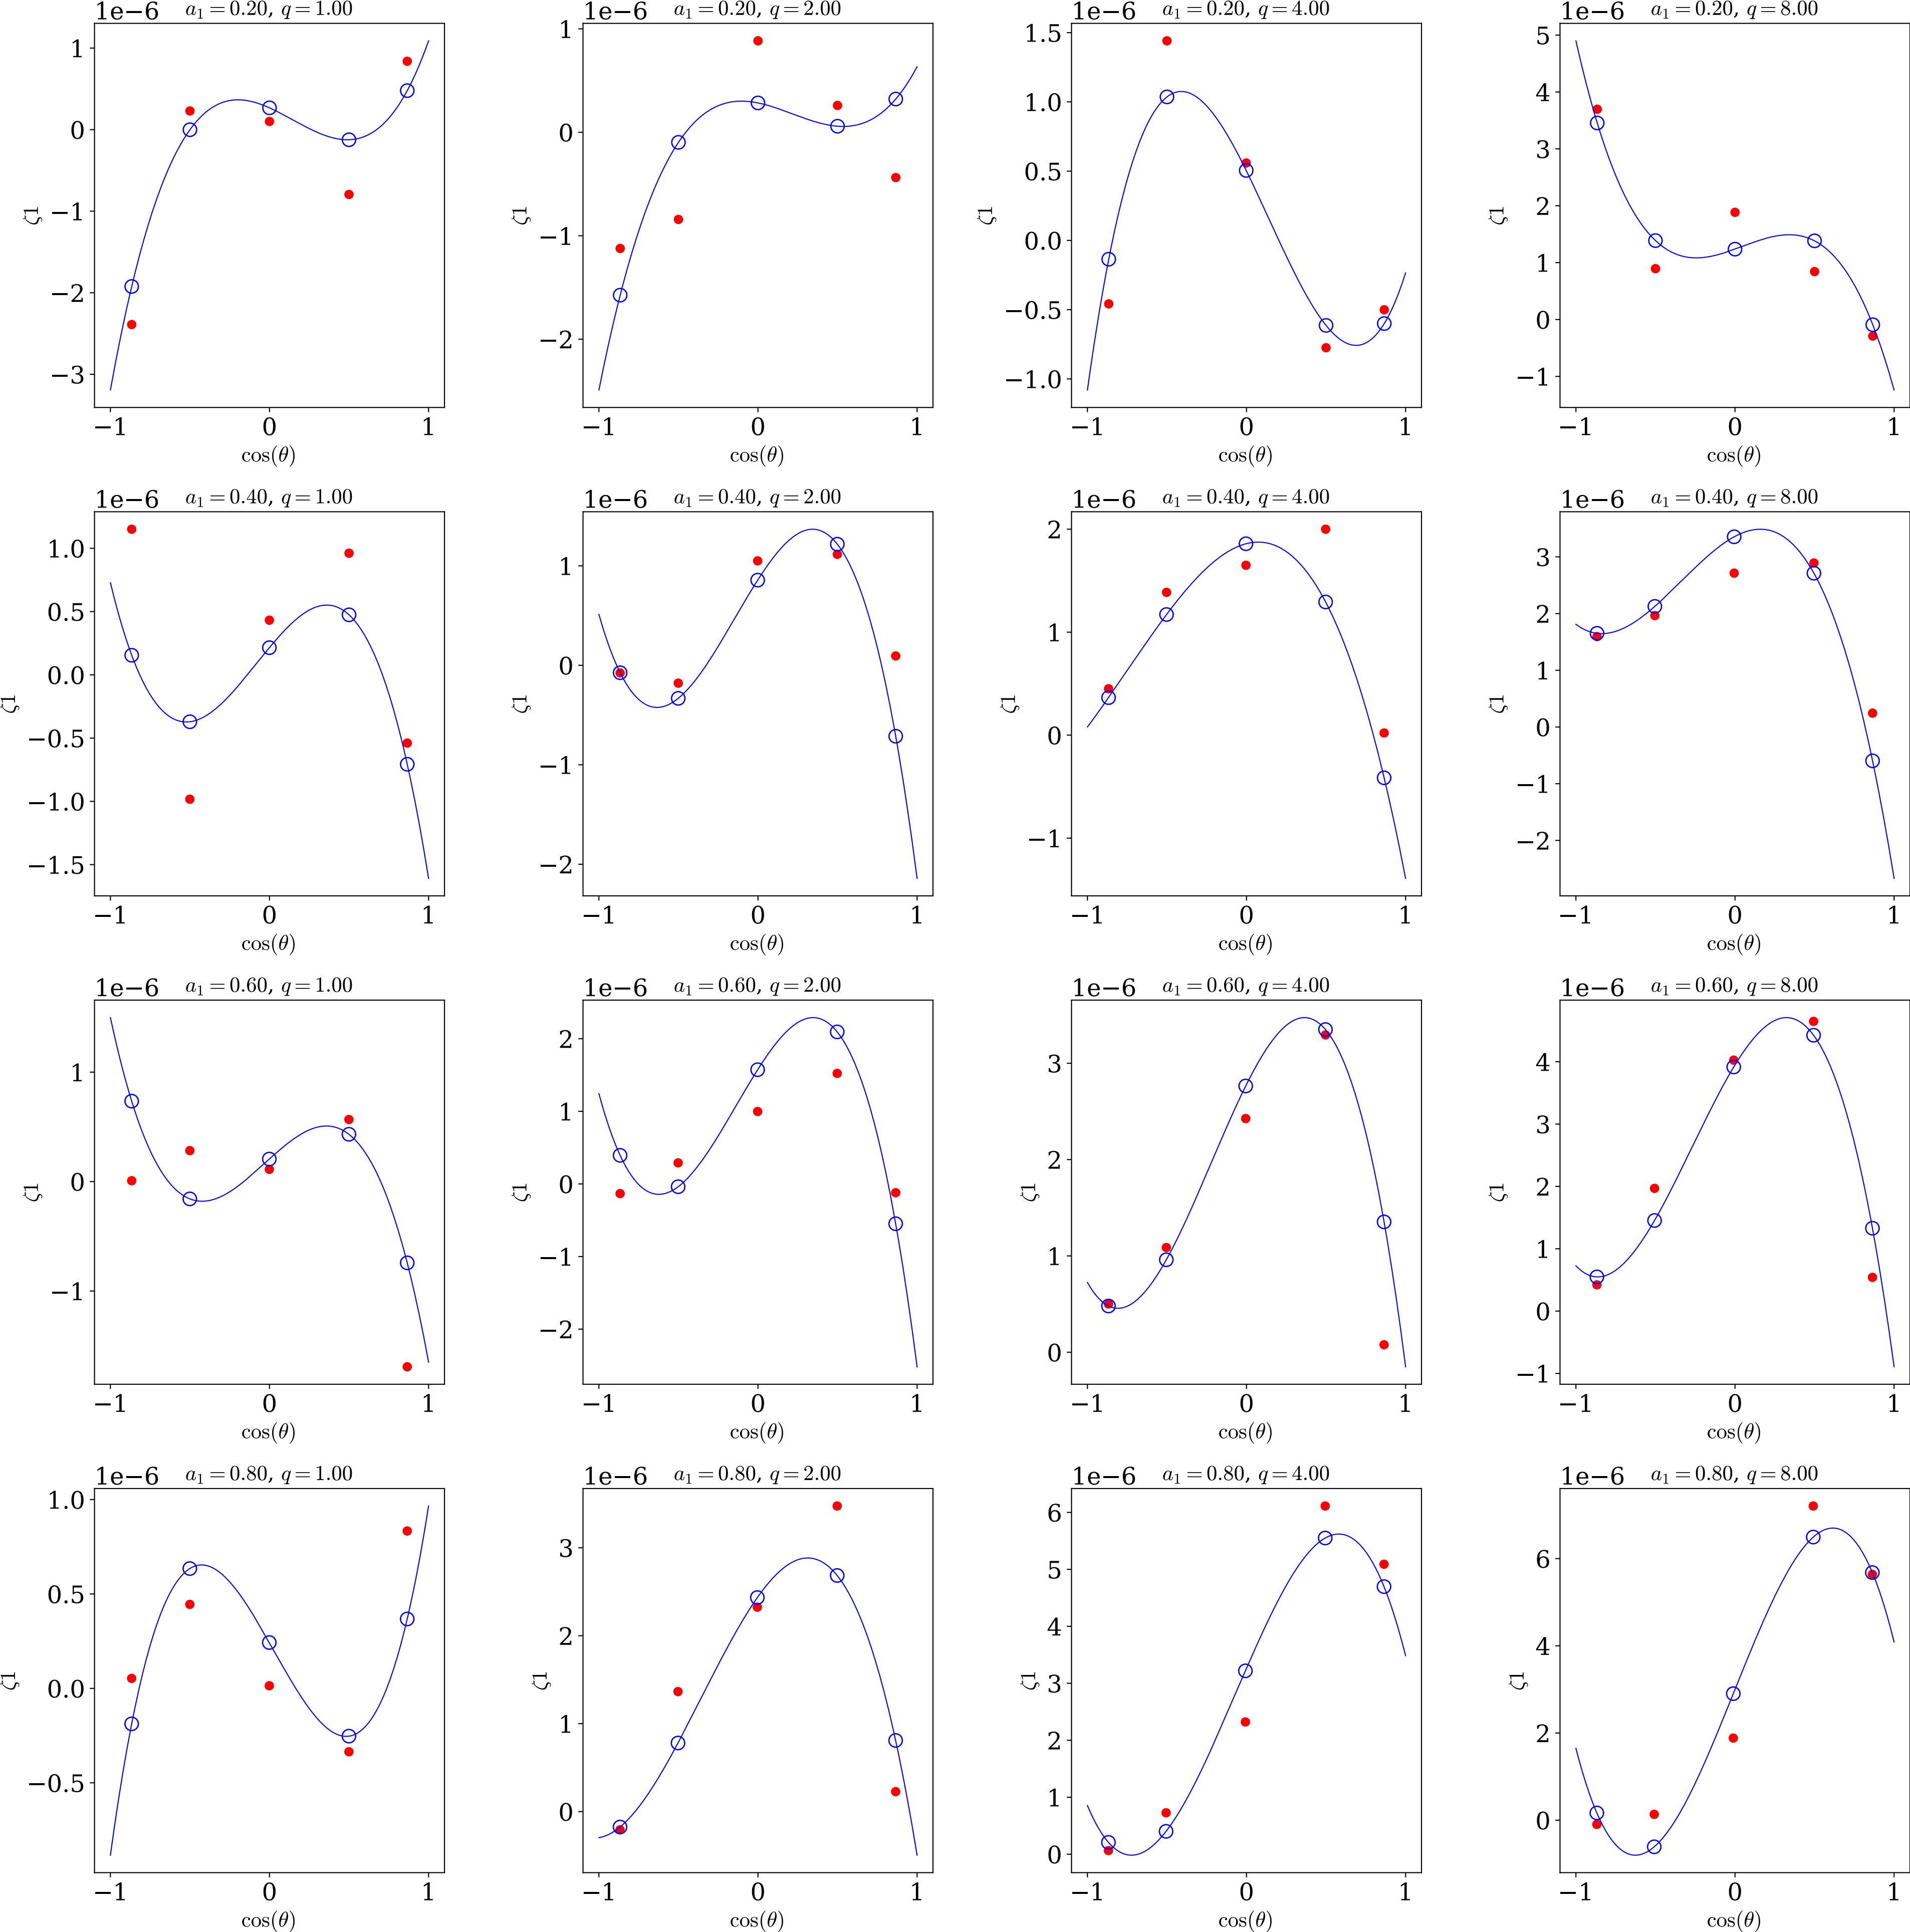 1e−6 a₁ = 0.20, q = 1.00
1
0
−1
−2
−3
ζ1
−1 0 1
cos(θ)
1e−6 a₁ = 0.20, q = 2.00
1
0
−1
−2
ζ1
−1 0 1
cos(θ)
1e−6 a₁ = 0.20, q = 4.00
1.5
1.0
0.5
0.0
−0.5
−1.0
ζ1
−1 0 1
cos(θ)
1e−6 a₁ = 0.20, q = 8.00
5
4
3
2
1
0
−1
ζ1
−1 0 1
cos(θ)
1e−6 a₁ = 0.40, q = 1.00
1.0
0.5
0.0
−0.5
−1.0
−1.5
ζ1
−1 0 1
cos(θ)
1e−6 a₁ = 0.40, q = 2.00
1
0
−1
−2
ζ1
−1 0 1
cos(θ)
1e−6 a₁ = 0.40, q = 4.00
2
1
0
−1
ζ1
−1 0 1
cos(θ)
1e−6 a₁ = 0.40, q = 8.00
3
2
1
0
−1
−2
ζ1
−1 0 1
cos(θ)
1e−6 a₁ = 0.60, q = 1.00
1
0
−1
ζ1
−1 0 1
cos(θ)
1e−6 a₁ = 0.60, q = 2.00
2
1
0
−1
−2
ζ1
−1 0 1
cos(θ)
1e−6 a₁ = 0.60, q = 4.00
3
2
1
0
ζ1
−1 0 1
cos(θ)
1e−6 a₁ = 0.60, q = 8.00
4
3
2
1
0
−1
ζ1
−1 0 1
cos(θ)
1e−6 a₁ = 0.80, q = 1.00
1.0
0.5
0.0
−0.5
ζ1
−1 0 1
cos(θ)
1e−6 a₁ = 0.80, q = 2.00
3
2
1
0
ζ1
−1 0 1
cos(θ)
1e−6 a₁ = 0.80, q = 4.00
6
5
4
3
2
1
0
ζ1
−1 0 1
cos(θ)
1e−6 a₁ = 0.80, q = 8.00
6
4
2
0
ζ1
−1 0 1
cos(θ)